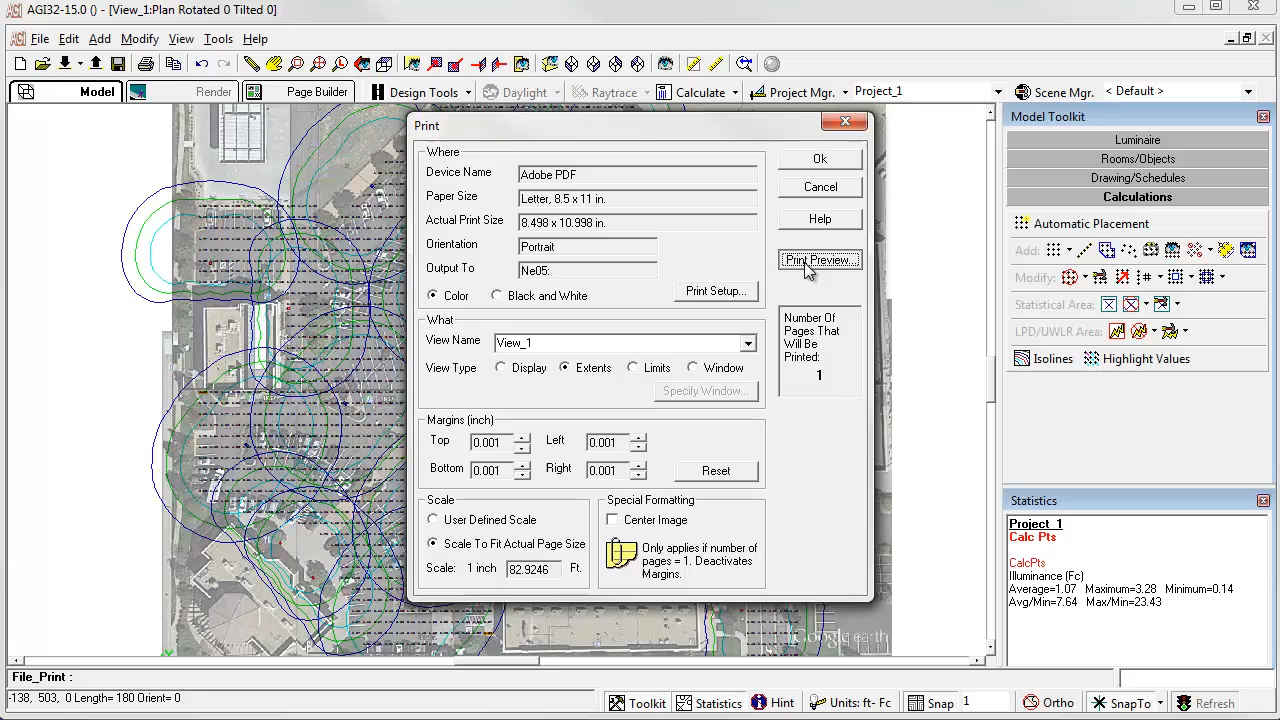 AGI32-15.0 () - [View_1:Plan Rotated 0 Tilted 0]
File Edit Add Modify View Tools Help
Model Render Page Builder Design Tools Daylight Raytrace Calculate Project Mgr. Project_1 Scene Mgr. < Default >
Print
Where
Device Name Adobe PDF
Paper Size Letter, 8.5 x 11 in.
Actual Print Size 8.498 x 10.998 in.
Orientation Portrait
Output To Ne05:
Color Black and White Print Setup...
What
View Name View_1
View Type Display Extents Limits Window
Specify Window...
Margins (inch)
Top 0.001 Left 0.001
Bottom 0.001 Right 0.001 Reset
Scale
User Defined Scale
Scale To Fit Actual Page Size
Scale: 1 inch 82.9246 Ft.
Special Formatting
Center Image
Only applies if number of
pages = 1. Deactivates
Margins.
Ok
Cancel
Help
Print Preview...
Number Of
Pages That
Will Be
Printed:
1
Model Toolkit
Luminaire
Rooms/Objects
Drawing/Schedules
Calculations
Automatic Placement
Add:
Modify:
Statistical Area:
LPD/UWLR Area:
Isolines Highlight Values
Statistics
Project_1
Calc Pts
CalcPts
Illuminance (Fc)
Average=1.07 Maximum=3.28 Minimum=0.14
Avg/Min=7.64 Max/Min=23.43
Google earth
File_Print :
-138, 503, 0 Length= 180 Orient= 0
Toolkit Statistics Hint Units: ft- Fc Snap 1 Ortho SnapTo Refresh